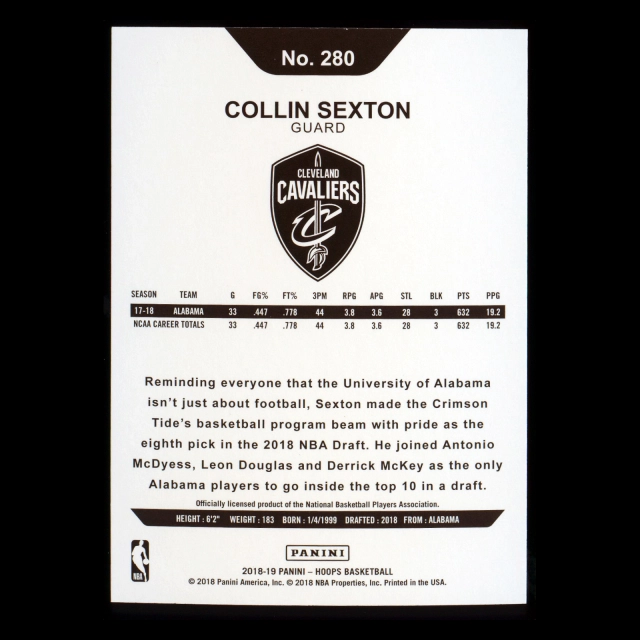 No. 280
COLLIN SEXTON
GUARD
CLEVELAND
CAVALIERS
SEASON TEAM G FG% FT% 3PM RPG APG STL BLK PTS PPG
17-18 ALABAMA 33 .447 .778 44 3.8 3.6 28 3 632 19.2
NCAA CAREER TOTALS 33 .447 .778 44 3.8 3.6 28 3 632 19.2
Reminding everyone that the University of Alabama
isn't just about football, Sexton made the Crimson
Tide's basketball program beam with pride as the
eighth pick in the 2018 NBA Draft. He joined Antonio
McDyess, Leon Douglas and Derrick McKey as the only
Alabama players to go inside the top 10 in a draft.
Officially licensed product of the National Basketball Players Association.
HEIGHT: 6'2" WEIGHT: 183 BORN: 1/4/1999 DRAFTED: 2018 FROM: ALABAMA
PANINI
NBA
2018-19 PANINI – HOOPS BASKETBALL
© 2018 Panini America, Inc. © 2018 NBA Properties, Inc. Printed in the USA.